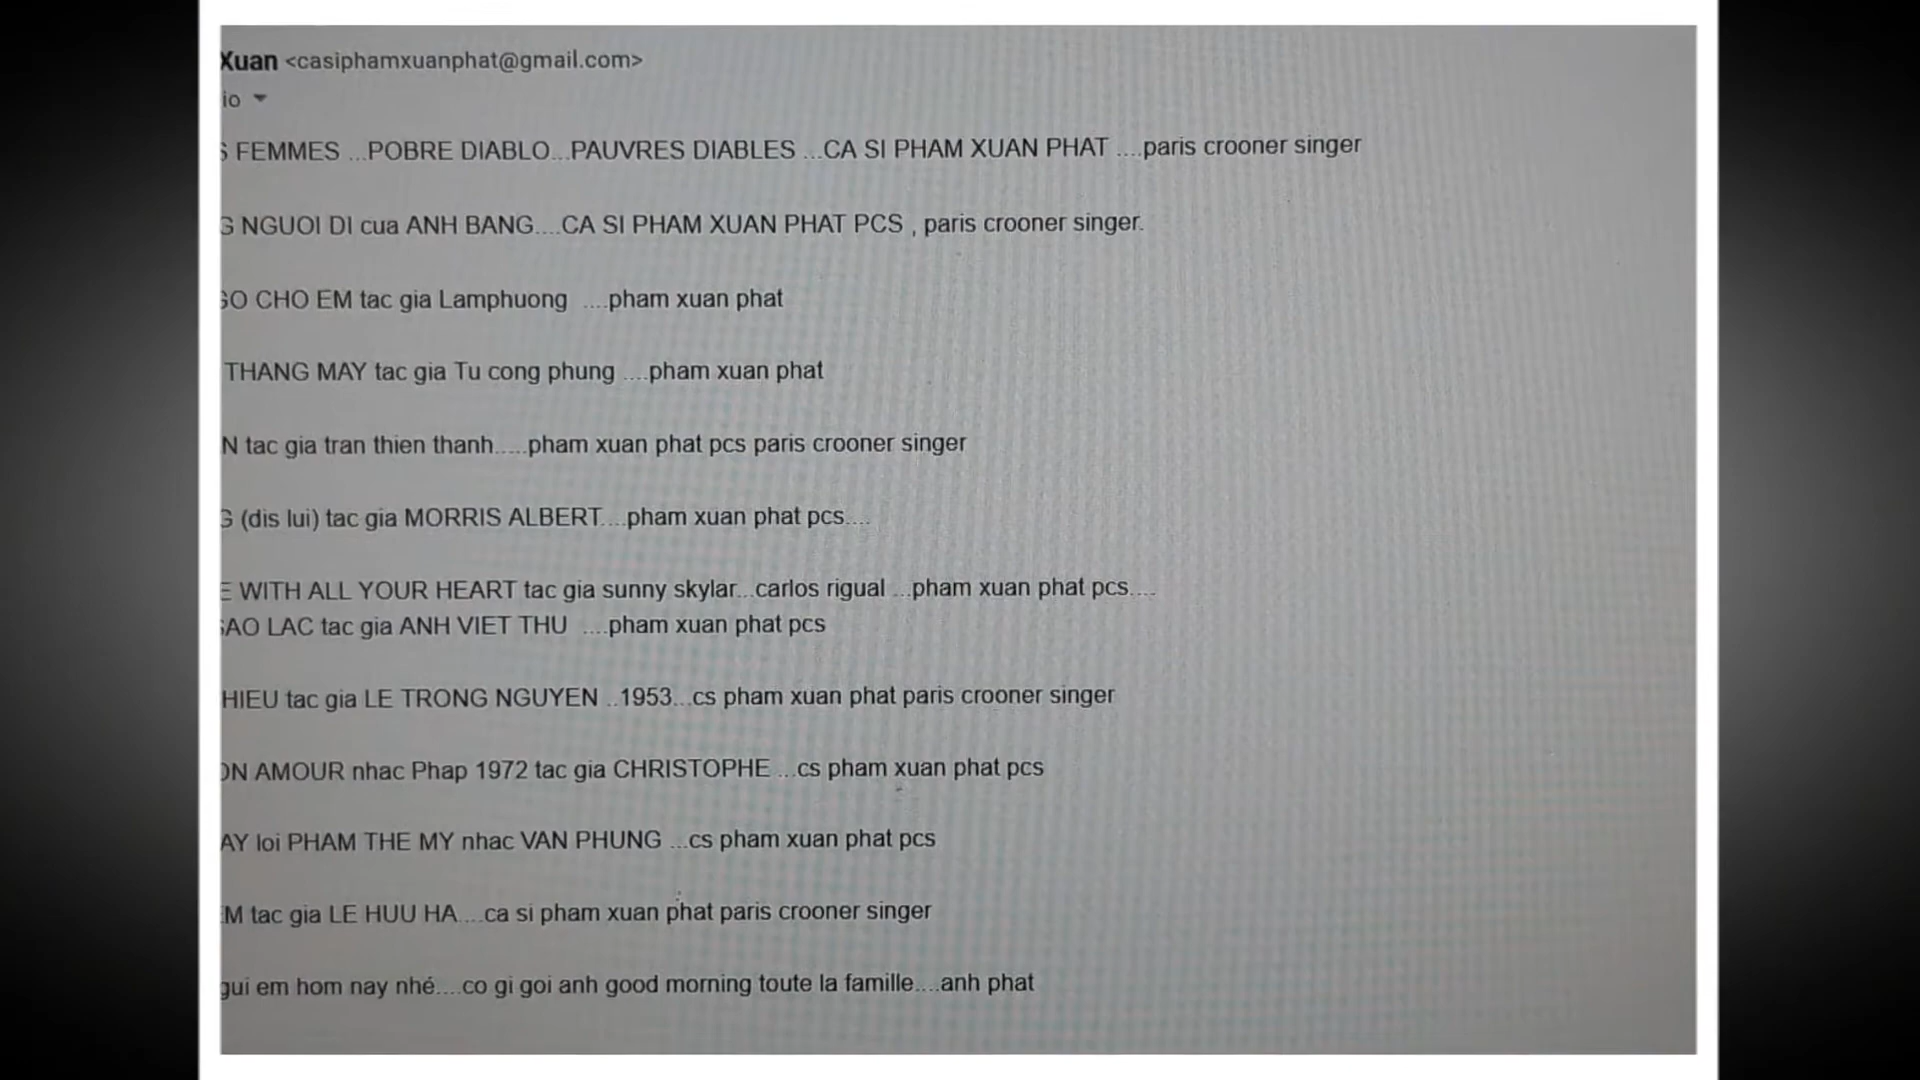 Xuan <casiphamxuanphat@gmail.com>
io
S FEMMES ...POBRE DIABLO...PAUVRES DIABLES ...CA SI PHAM XUAN PHAT ....paris crooner singer
G NGUOI DI cua ANH BANG....CA SI PHAM XUAN PHAT PCS , paris crooner singer.
GO CHO EM tac gia Lamphuong ....pham xuan phat
THANG MAY tac gia Tu cong phung ....pham xuan phat
N tac gia tran thien thanh.....pham xuan phat pcs paris crooner singer
G (dis lui) tac gia MORRIS ALBERT....pham xuan phat pcs....
E WITH ALL YOUR HEART tac gia sunny skylar...carlos rigual ...pham xuan phat pcs....
SAO LAC tac gia ANH VIET THU ....pham xuan phat pcs
HIEU tac gia LE TRONG NGUYEN ..1953...cs pham xuan phat paris crooner singer
ON AMOUR nhac Phap 1972 tac gia CHRISTOPHE ...cs pham xuan phat pcs
AY loi PHAM THE MY nhac VAN PHUNG ...cs pham xuan phat pcs
EM tac gia LE HUU HA....ca si pham xuan phat paris crooner singer
gui em hom nay nhé....co gi goi anh good morning toute la famille....anh phat